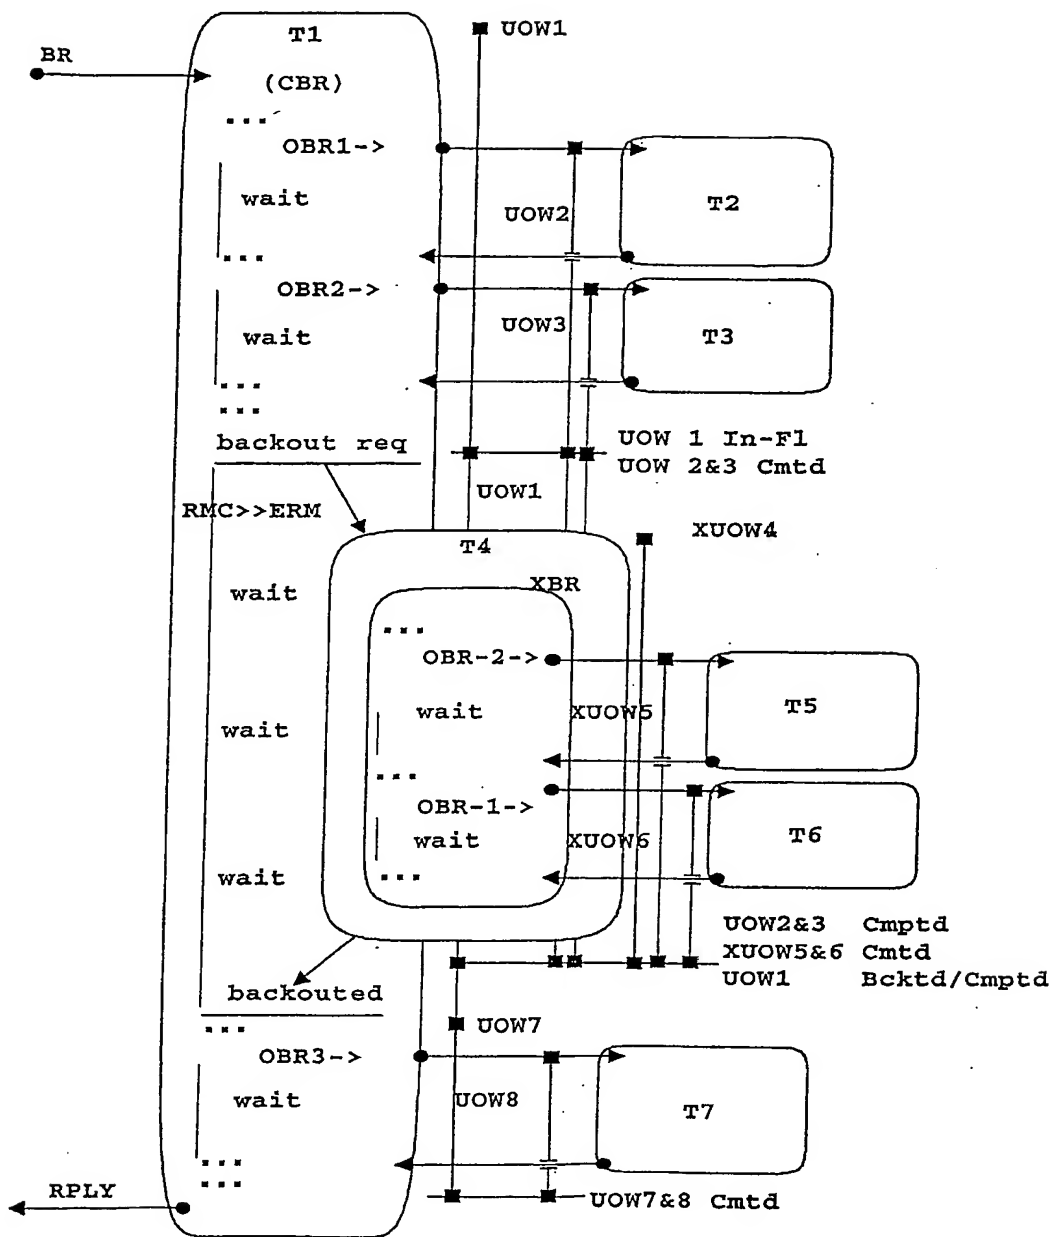 T1
UOW1
BR
(CBR)
...
OBR1->
wait
UOW2
T2
...
OBR2->
wait
UOW3
T3
...
...
backout req
UOW 1 In-Fl
UOW 2&3 Cmtd
UOW1
RMC>>ERM
XUOW4
T4
XBR
wait
...
OBR-2->
wait
XUOW5
T5
wait
...
OBR-1->
wait
XUOW6
T6
wait
...
UOW2&3 Cmptd
XUOW5&6 Cmtd
UOW1 Bcktd/Cmptd
backouted
...
UOW7
OBR3->
wait
UOW8
T7
...
...
RPLY
UOW7&8 Cmtd